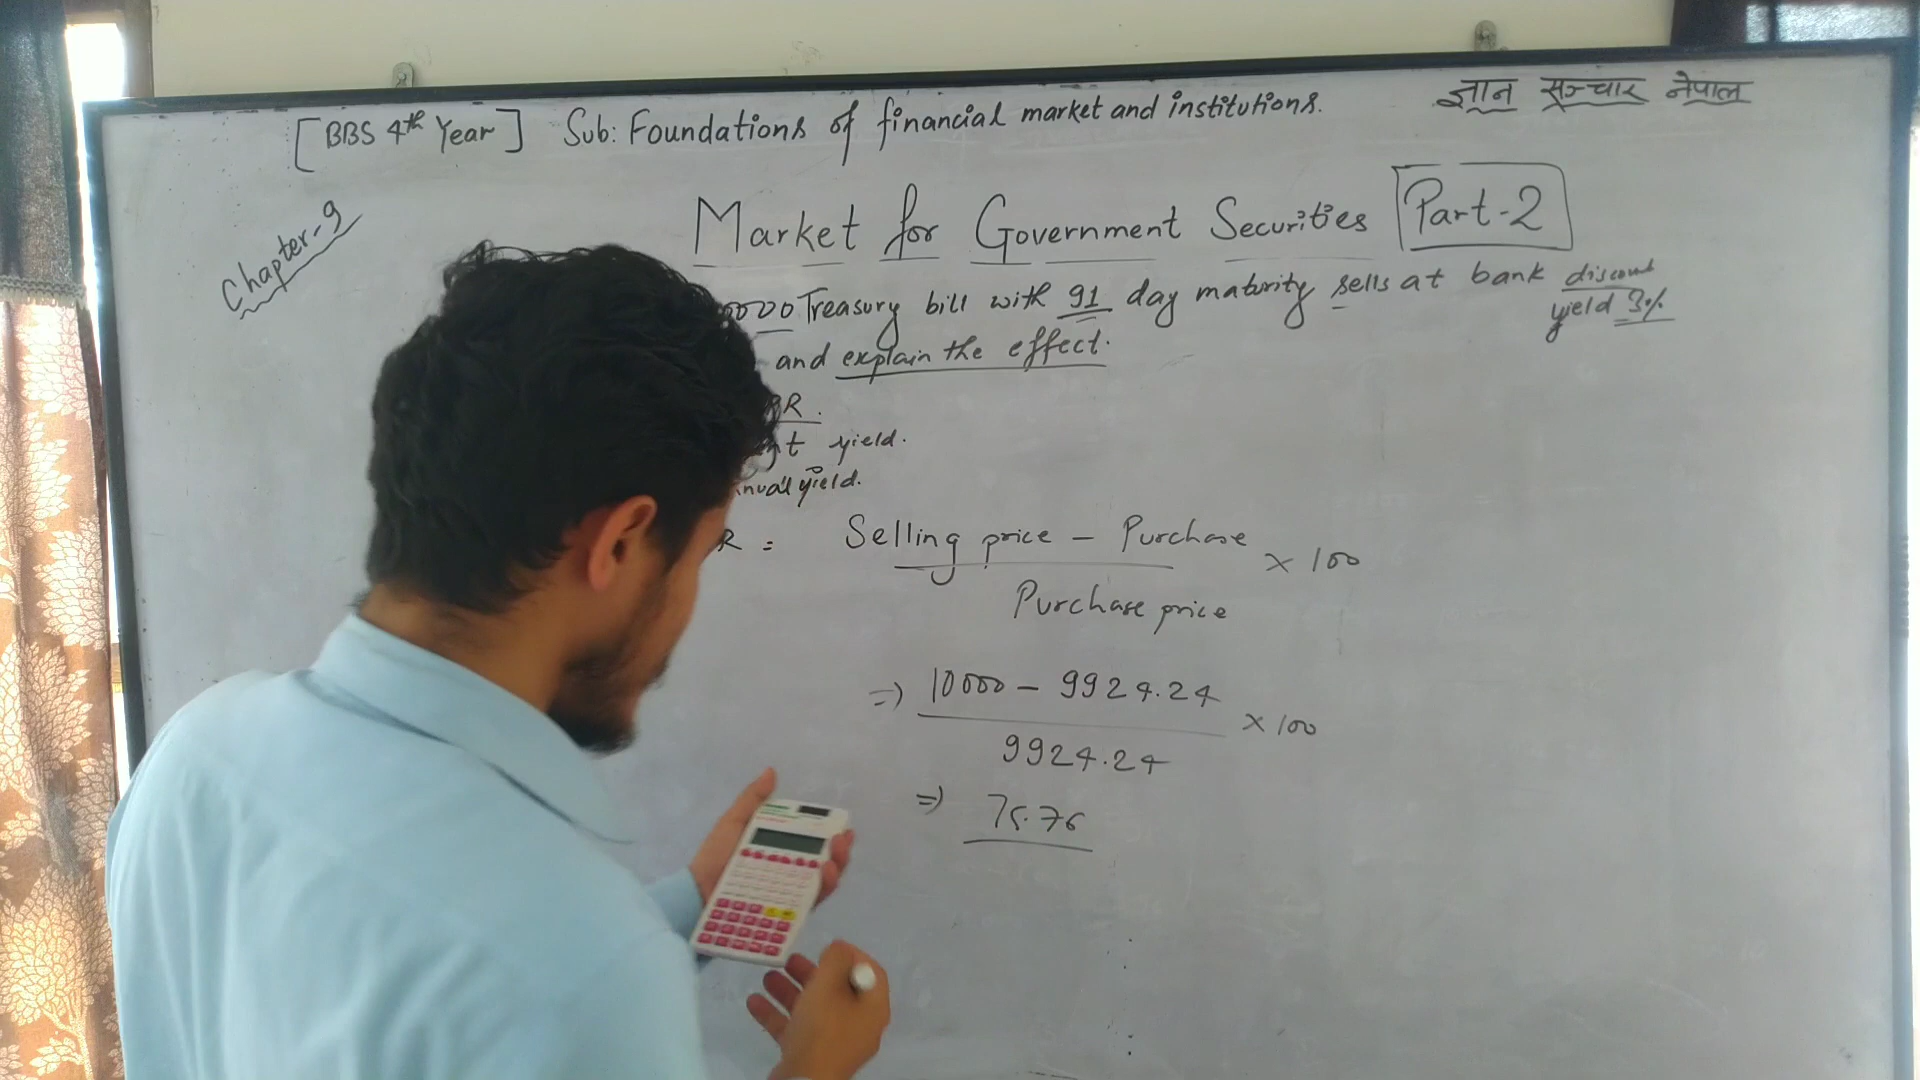 [BBS 4th Year] Sub: Foundations of financial market and institutions.
ज्ञान सञ्चार नेपाल
Chapter-9
Market for Government Securities Part-2
Treasury bill with 91 day maturity sells at bank discount
yield 3%
and explain the effect.
yield.
yield.
= Selling price - Purchase × 100
Purchase price
=> 10000 - 9924.24 × 100
9924.24
=> 75.76